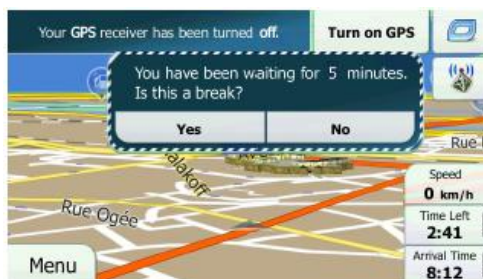 Your GPS receiver has been turned off.
Turn on GPS
You have been waiting for 5 minutes.
Is this a break?
Yes
No
Rue
alakoff
Rue Ogée
Speed
0 km/h
Time Left
2:41
Arrival Time
8:12
Menu